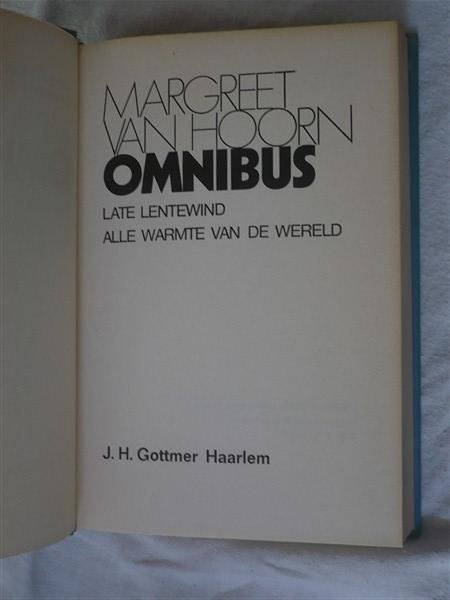 MARGREET
VAN HOORN
OMNIBUS
LATE LENTEWIND
ALLE WARMTE VAN DE WERELD
J. H. Gottmer Haarlem